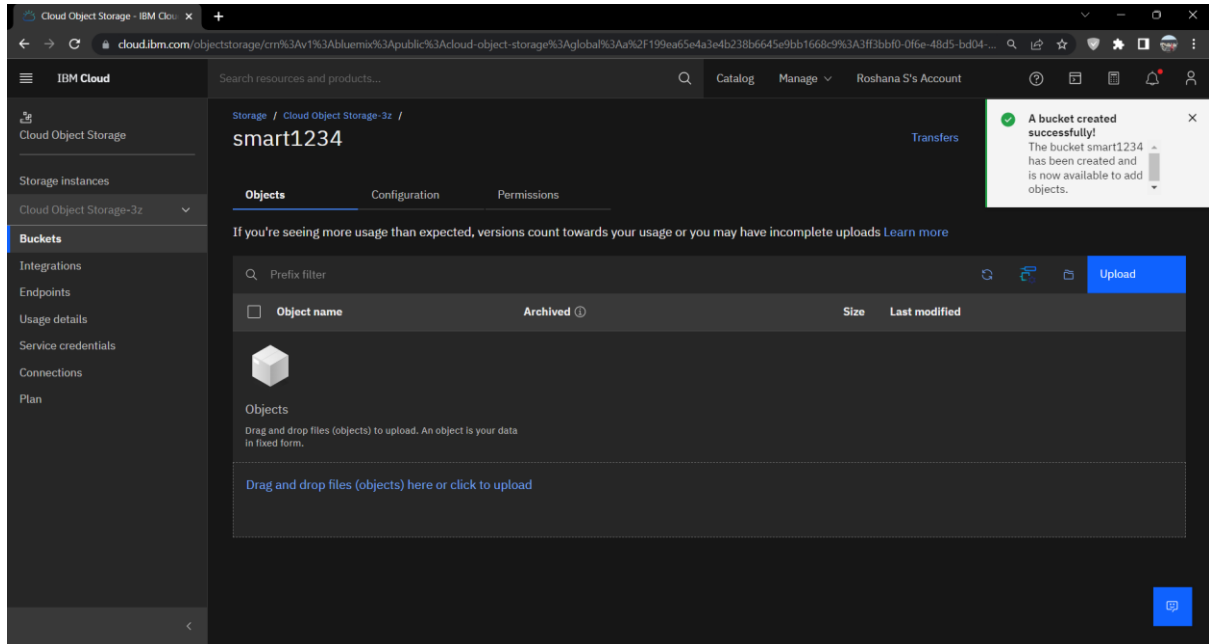 Cloud Object Storage - IBM Clou
cloud.ibm.com/objectstorage/crn%3Av1%3Abluemix%3Apublic%3Acloud-object-storage%3Aglobal%3Aa%2F199ea65e4a3e4b238b6645e9bb1668c9%3A3ff3bbf0-0f6e-48d5-bd04-...
IBM Cloud
Search resources and products...
Catalog
Manage
Roshana S's Account
Cloud Object Storage
Storage instances
Cloud Object Storage-3z
Buckets
Integrations
Endpoints
Usage details
Service credentials
Connections
Plan
Storage / Cloud Object Storage-3z /
smart1234
Transfers
A bucket created
successfully!
The bucket smart1234
has been created and
is now available to add
objects.
Objects
Configuration
Permissions
If you're seeing more usage than expected, versions count towards your usage or you may have incomplete uploads Learn more
Prefix filter
Upload
Object name
Archived
Size
Last modified
Objects
Drag and drop files (objects) to upload. An object is your data
in fixed form.
Drag and drop files (objects) here or click to upload